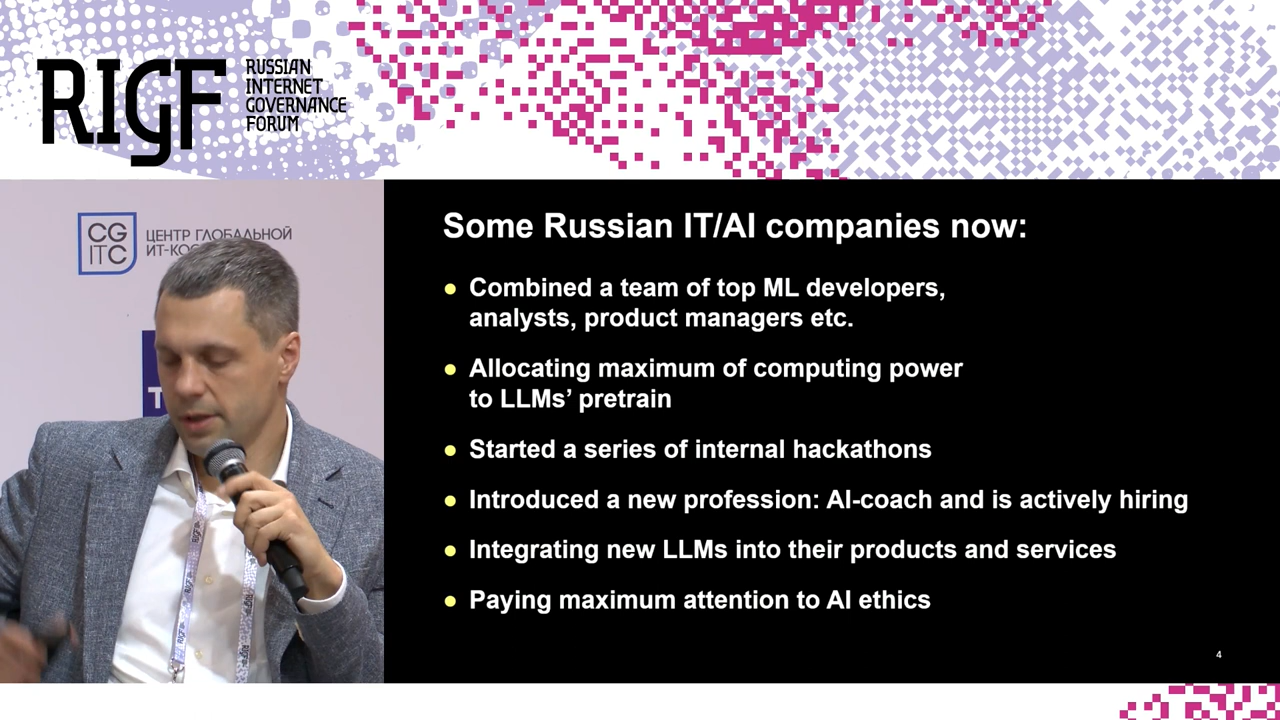 RIGF
RUSSIAN
INTERNET
GOVERNANCE
FORUM
CG
ITC
ЦЕНТР ГЛОБАЛЬНОЙ
Some Russian IT/AI companies now:
● Combined a team of top ML developers,
analysts, product managers etc.
● Allocating maximum of computing power
to LLMs’ pretrain
● Started a series of internal hackathons
● Introduced a new profession: AI-coach and is actively hiring
● Integrating new LLMs into their products and services
● Paying maximum attention to AI ethics
4